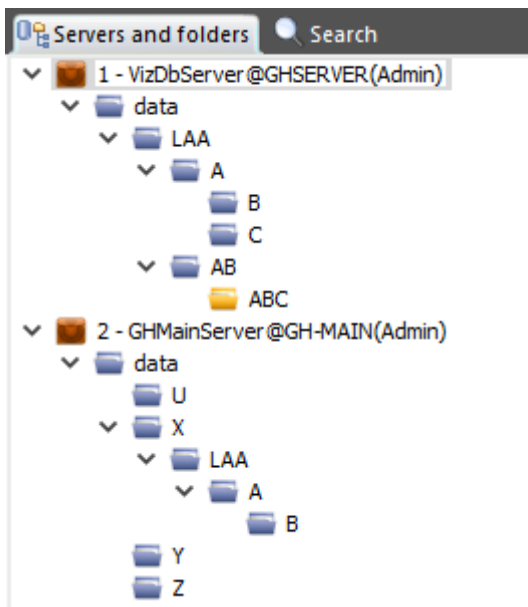 Servers and folders Search
1 - VizDbServer@GHSERVER(Admin)
data
LAA
A
B
C
AB
ABC
2 - GHMainServer@GH-MAIN(Admin)
data
U
X
LAA
A
B
Y
Z